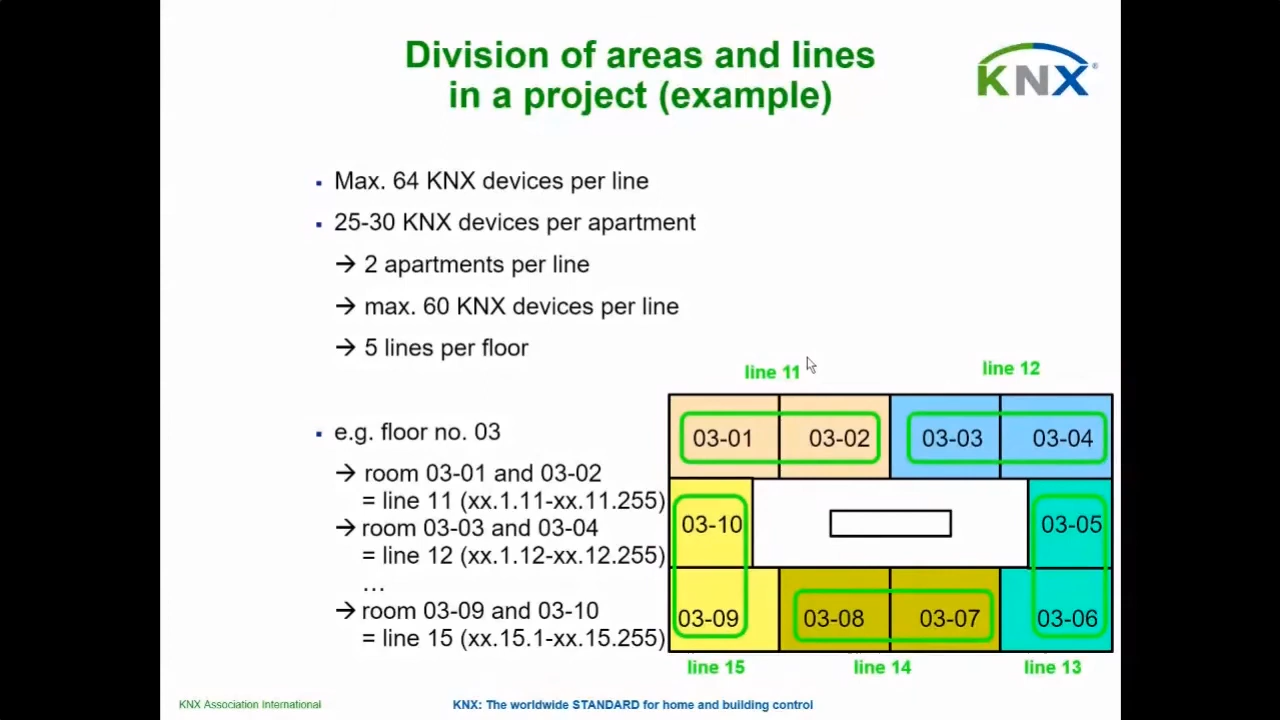 Division of areas and lines
in a project (example)
KNX®
▪ Max. 64 KNX devices per line
▪ 25-30 KNX devices per apartment
→ 2 apartments per line
→ max. 60 KNX devices per line
→ 5 lines per floor
▪ e.g. floor no. 03
→ room 03-01 and 03-02
= line 11 (xx.1.11-xx.11.255)
→ room 03-03 and 03-04
= line 12 (xx.1.12-xx.12.255)
…
→ room 03-09 and 03-10
= line 15 (xx.15.1-xx.15.255)
line 11
line 12
03-01
03-02
03-03
03-04
03-10
03-05
03-09
03-08
03-07
03-06
line 15
line 14
line 13
KNX Association International
KNX: The worldwide STANDARD for home and building control